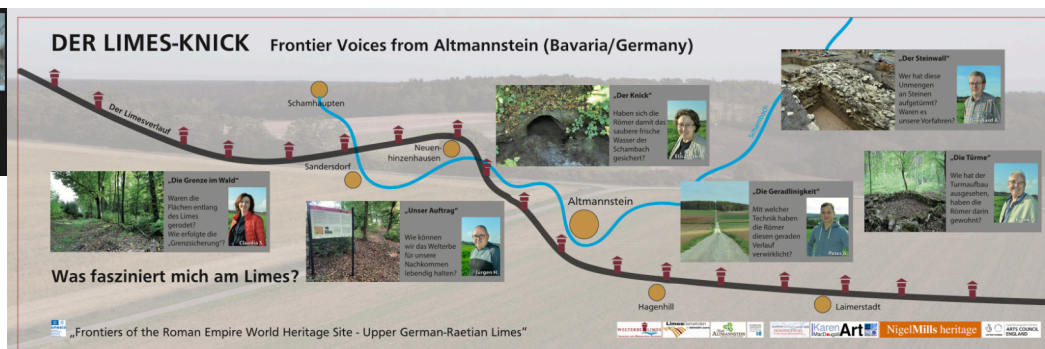 DER LIMES-KNICK Frontier Voices from Altmannstein (Bavaria/Germany)
Der Limesverlauf
Schamhaupten
Sandersdorf
Neuen-
hinzenhausen
Altmannstein
Schambach
Hagenhill
Laimerstadt
„Die Grenze im Wald“
Waren die
Flächen entlang
des Limes
gerodet?
Wie erfolgte die
„Grenzsicherung“?
Claudia S.
„Unser Auftrag“
Wie können
wir das Welterbe
für unsere
Nachkommen
lebendig halten?
Jürgen H.
„Der Knick“
Haben sich die
Römer damit das
saubere frische
Wasser der
Schambach
gesichert?
„Die Geradlinigkeit“
Mit welcher
Technik haben
die Römer
diesen geraden
Verlauf
verwirklicht?
„Der Steinwall“
Wer hat diese
Unmengen
an Steinen
aufgetürmt?
Waren es
unsere Vorfahren?
„Die Türme“
Wie hat der
Turmaufbau
ausgesehen,
haben die
Römer darin
gewohnt?
Was fasziniert mich am Limes?
„Frontiers of the Roman Empire World Heritage Site - Upper German-Raetian Limes“
WELTERBE LIMES
Limes
ALTMANNSTEIN
Karen
MacDougall
Art
NigelMills heritage
ARTS COUNCIL
ENGLAND